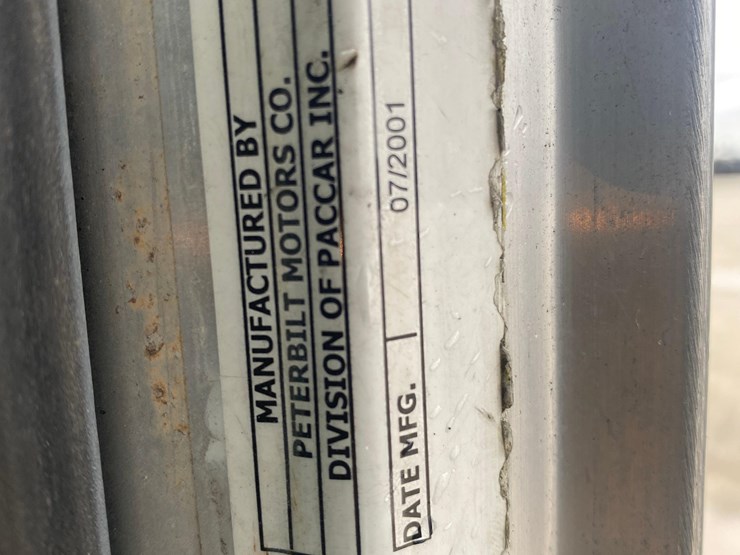 MANUFACTURED BY
PETERBILT MOTORS CO.
DIVISION OF PACCAR INC.
DATE MFG. 07/2001